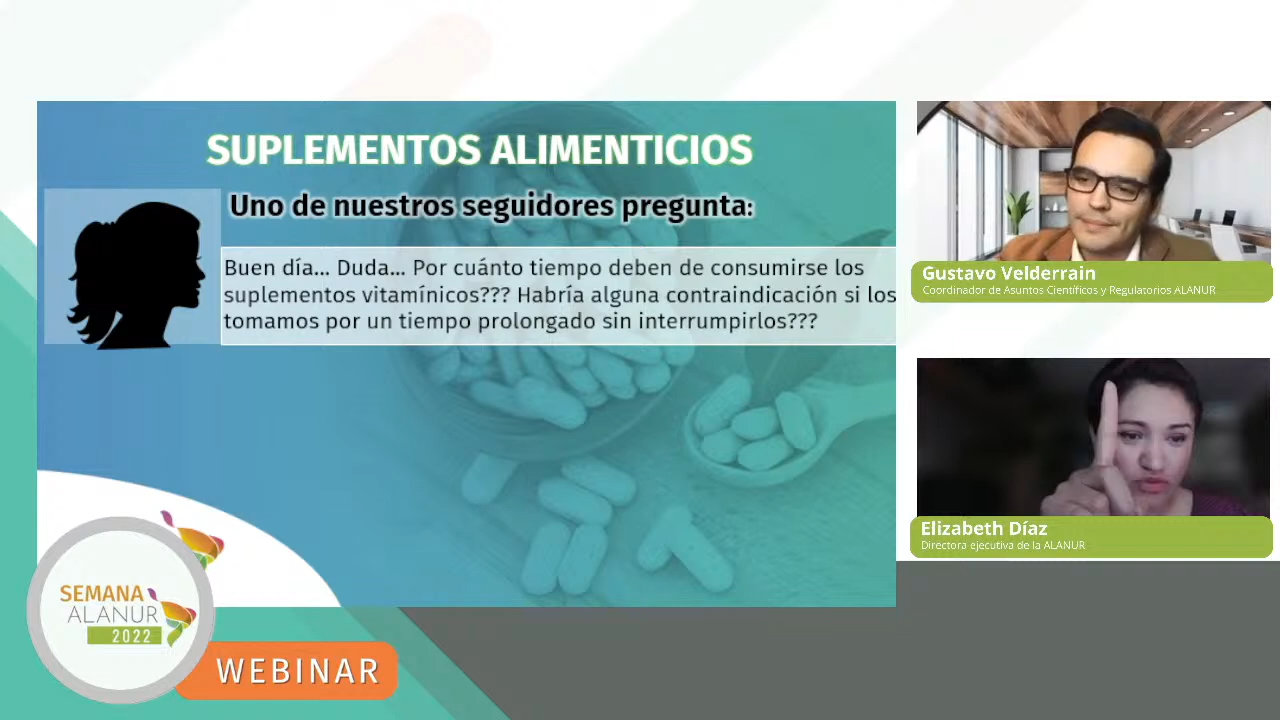 SUPLEMENTOS ALIMENTICIOS
Uno de nuestros seguidores pregunta:
Buen día... Duda... Por cuánto tiempo deben de consumirse los
suplementos vitamínicos??? Habría alguna contraindicación si los
tomamos por un tiempo prolongado sin interrumpirlos???
Gustavo Velderrain
Coordinador de Asuntos Científicos y Regulatorios ALANUR
Elizabeth Díaz
Directora ejecutiva de la ALANUR
SEMANA
ALANUR
2022
WEBINAR